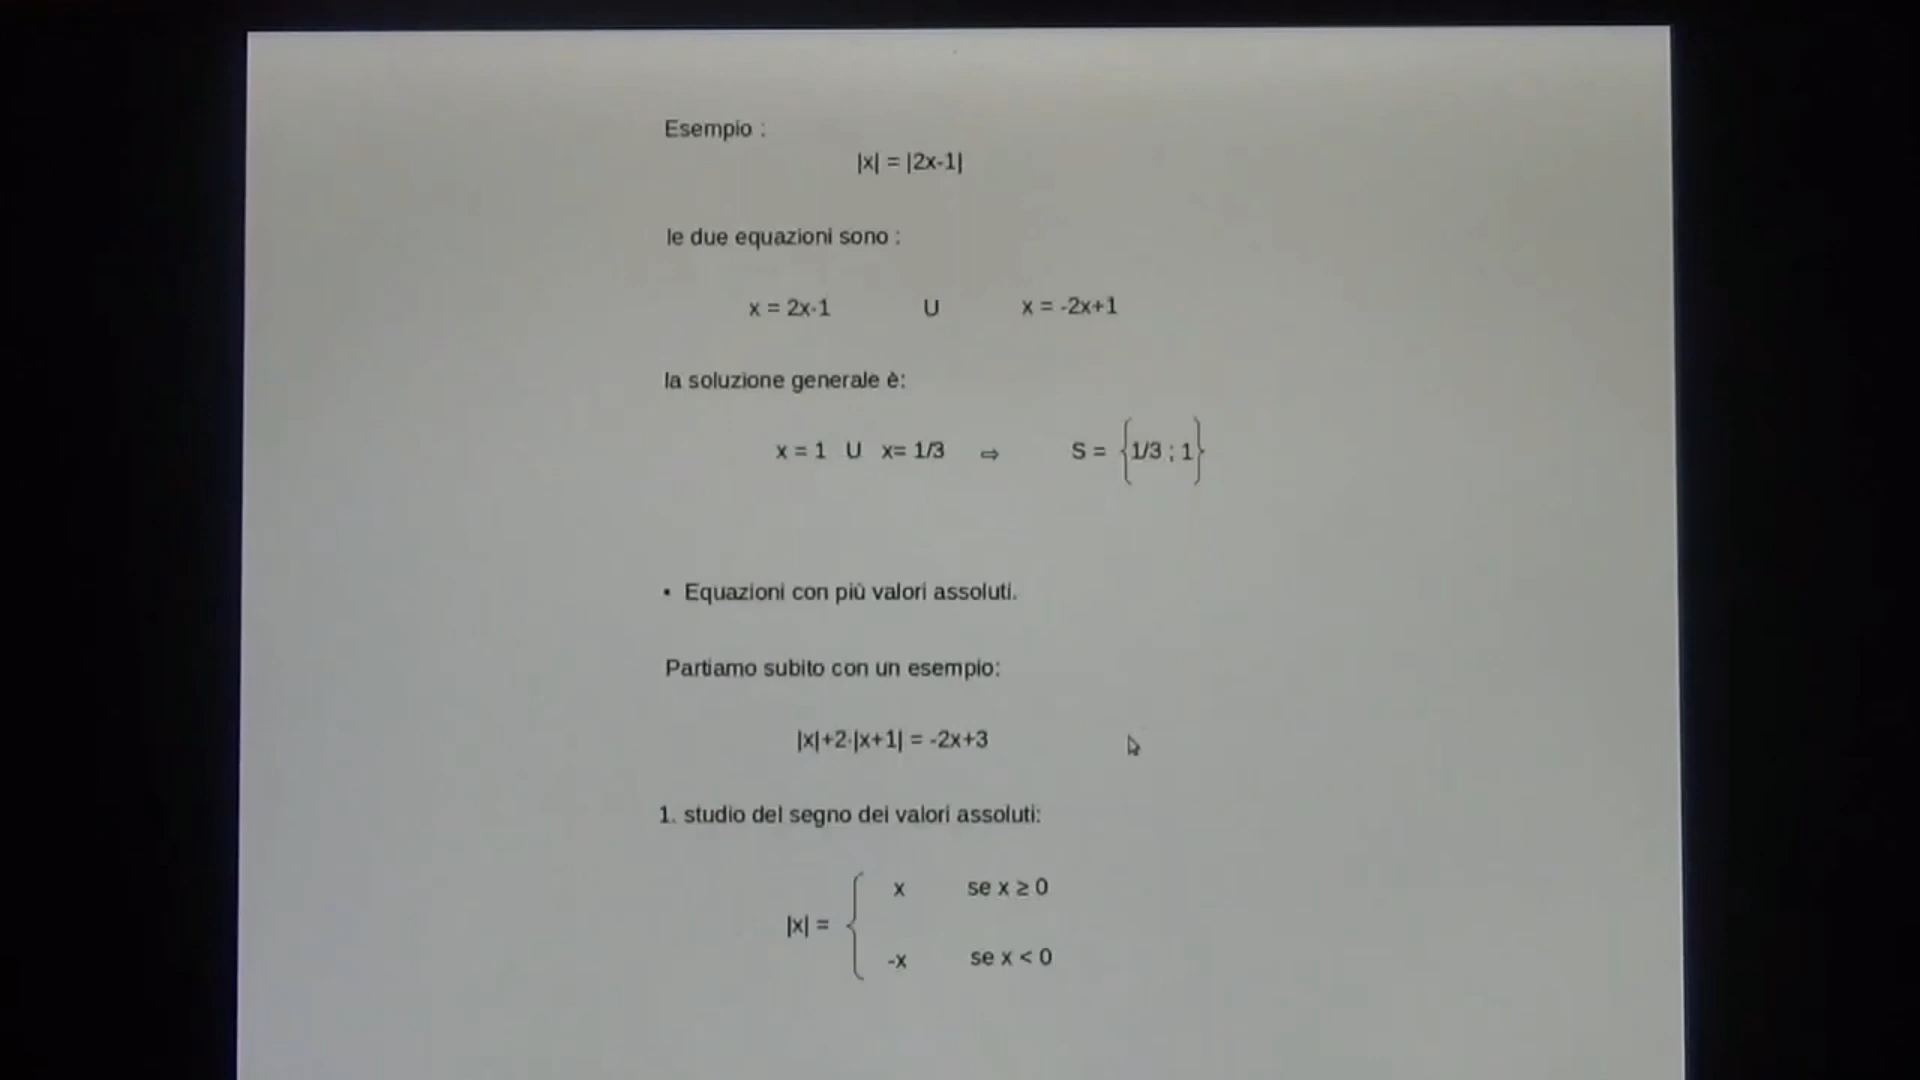 Esempio :
|x| = |2x-1|
le due equazioni sono :
x = 2x-1 U x = -2x+1
la soluzione generale è:
x = 1 U x= 1/3 ⇨ S = {1/3 ; 1}
• Equazioni con più valori assoluti.
Partiamo subito con un esempio:
|x|+2·|x+1| = -2x+3
1. studio del segno dei valori assoluti:
x se x ≥ 0
|x| = {
-x se x < 0